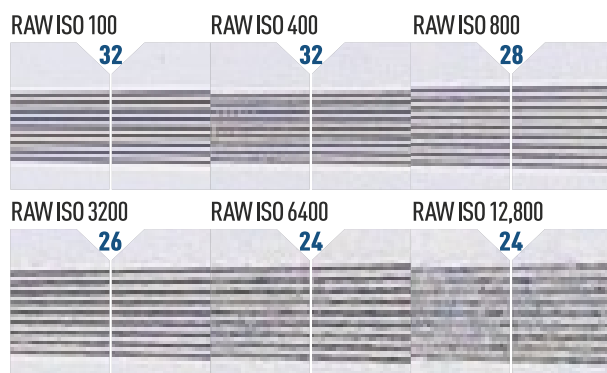 RAW ISO 100 RAW ISO 400 RAW ISO 800
32 32 28
RAW ISO 3200 RAW ISO 6400 RAW ISO 12,800
26 24 24